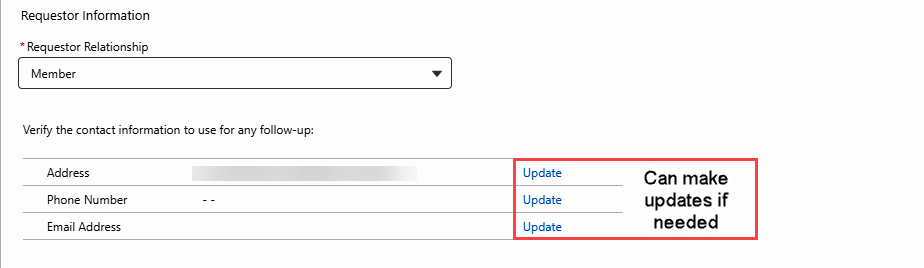 Requestor Information
* Requestor Relationship
Member
Verify the contact information to use for any follow-up:
Address Update
Phone Number - - Update
Email Address Update
Can make
updates if
needed